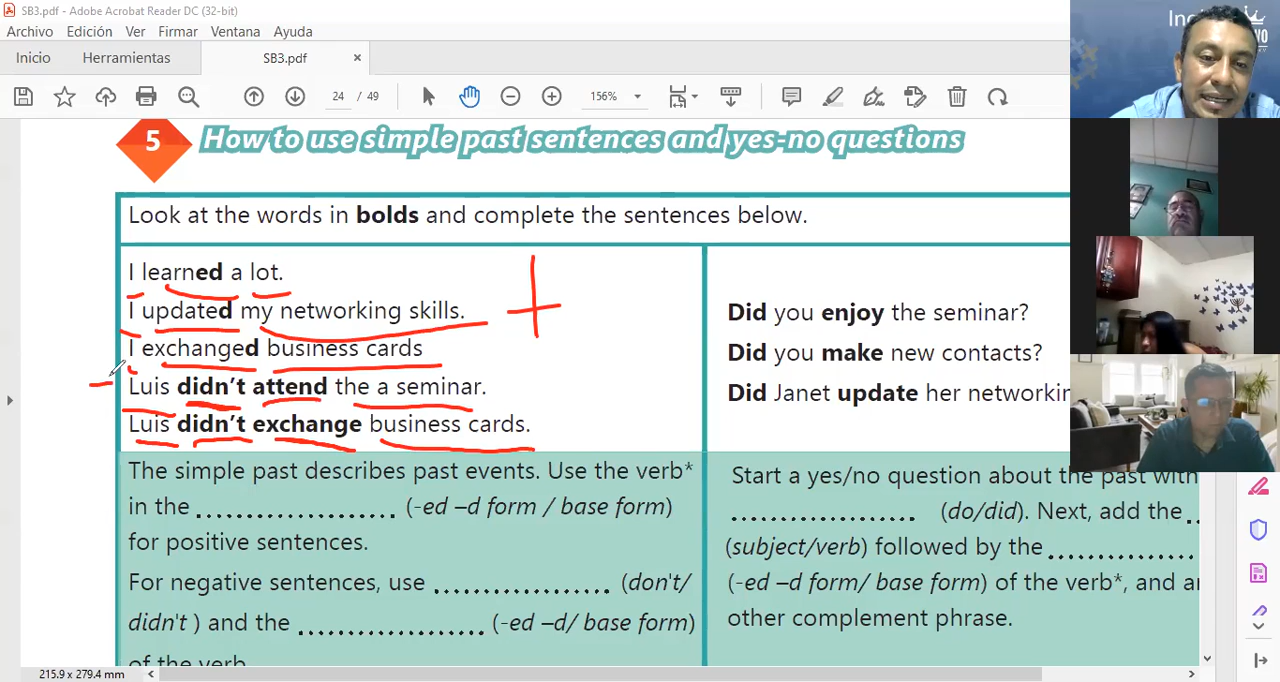 SB3.pdf - Adobe Acrobat Reader DC (32-bit)
Archivo Edición Ver Firmar Ventana Ayuda
Inicio Herramientas SB3.pdf ×
24 / 49 156%
5 How to use simple past sentences and yes-no questions
Look at the words in bolds and complete the sentences below.
I learned a lot.
I updated my networking skills.
I exchanged business cards
Luis didn't attend the a seminar.
Luis didn't exchange business cards.
Did you enjoy the seminar?
Did you make new contacts?
Did Janet update her networkin
The simple past describes past events. Use the verb*
in the .................... (-ed –d form / base form)
for positive sentences.
For negative sentences, use .................... (don't/
didn't ) and the .................... (-ed –d/ base form)
of the verb
Start a yes/no question about the past with
.................... (do/did). Next, add the ..
(subject/verb) followed by the ................
(-ed –d form/ base form) of the verb*, and an
other complement phrase.
215.9 x 279.4 mm